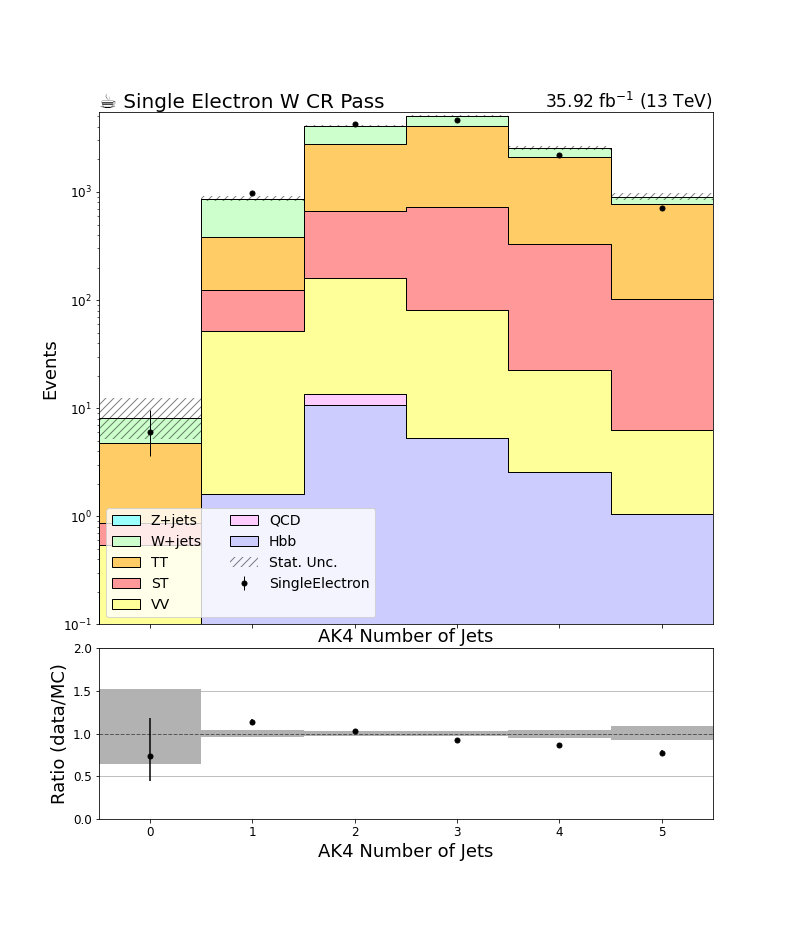 ☕ Single Electron W CR Pass 35.92 fb⁻¹ (13 TeV)
Events
10³
10²
10¹
10⁰
10⁻¹
Z+jets
W+jets
TT
ST
VV
QCD
Hbb
Stat. Unc.
SingleElectron
AK4 Number of Jets
Ratio (data/MC)
2.0
1.5
1.0
0.5
0.0
0 1 2 3 4 5
AK4 Number of Jets